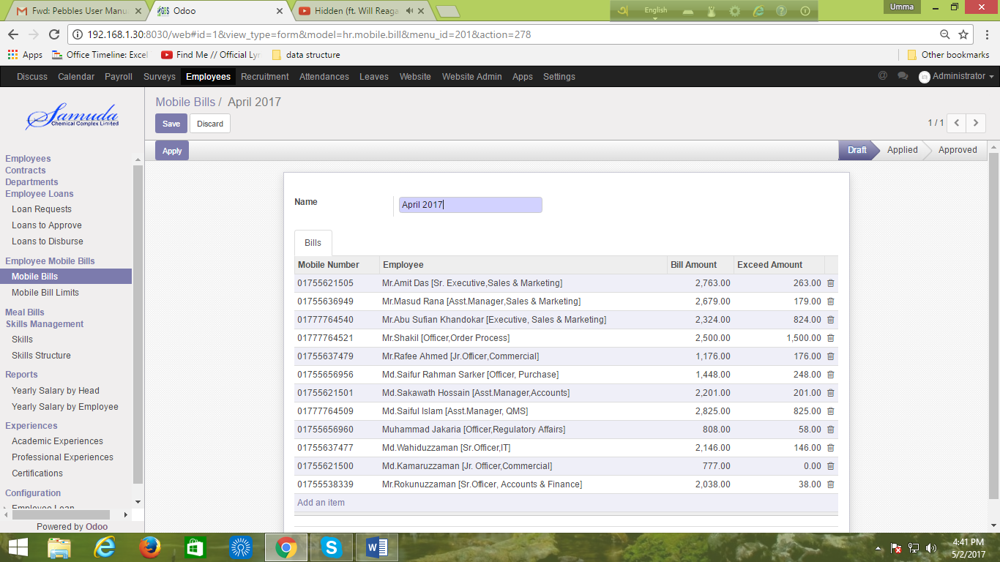 Fwd: Pebbles User Manu
Odoo
Hidden (ft. Will Reaga
English
Umma
192.168.1.30:8030/web#id=1&view_type=form&model=hr.mobile.bill&menu_id=201&action=278
Apps
Office Timeline: Excel
Find Me // Official Lyr
data structure
Other bookmarks
Discuss Calendar Payroll Surveys Employees Recruitment Attendances Leaves Website Website Admin Apps Settings
@ Administrator
Samuda
Chemical Complex Limited
Mobile Bills / April 2017
Save Discard
1 / 1
Apply
Draft Applied Approved
Employees
Contracts
Departments
Employee Loans
Loan Requests
Loans to Approve
Loans to Disburse
Employee Mobile Bills
Mobile Bills
Mobile Bill Limits
Meal Bills
Skills Management
Skills
Skills Structure
Reports
Yearly Salary by Head
Yearly Salary by Employee
Experiences
Academic Experiences
Professional Experiences
Certifications
Configuration
Employee Loan
Powered by Odoo
Name April 2017
Bills
Mobile Number Employee Bill Amount Exceed Amount
01755621505 Mr.Amit Das [Sr. Executive,Sales & Marketing] 2,763.00 263.00
01755636949 Mr.Masud Rana [Asst.Manager,Sales & Marketing] 2,679.00 179.00
01777764540 Mr.Abu Sufian Khandokar [Executive, Sales & Marketing] 2,324.00 824.00
01777764521 Mr.Shakil [Officer,Order Process] 2,500.00 1,500.00
01755637479 Mr.Rafee Ahmed [Jr.Officer,Commercial] 1,176.00 176.00
01755656956 Md.Saifur Rahman Sarker [Officer, Purchase] 1,448.00 248.00
01755621501 Md.Sakawath Hossain [Asst.Manager,Accounts] 2,201.00 201.00
01777764509 Md.Saiful Islam [Asst.Manager, QMS] 2,825.00 825.00
01755656960 Muhammad Jakaria [Officer,Regulatory Affairs] 808.00 58.00
01755637477 Md.Wahiduzzaman [Sr.Officer,IT] 2,146.00 146.00
01755621500 Md.Kamaruzzaman [Jr. Officer,Commercial] 777.00 0.00
01755538339 Mr.Rokunuzzaman [Sr.Officer, Accounts & Finance] 2,038.00 38.00
Add an item
4:41 PM
5/2/2017